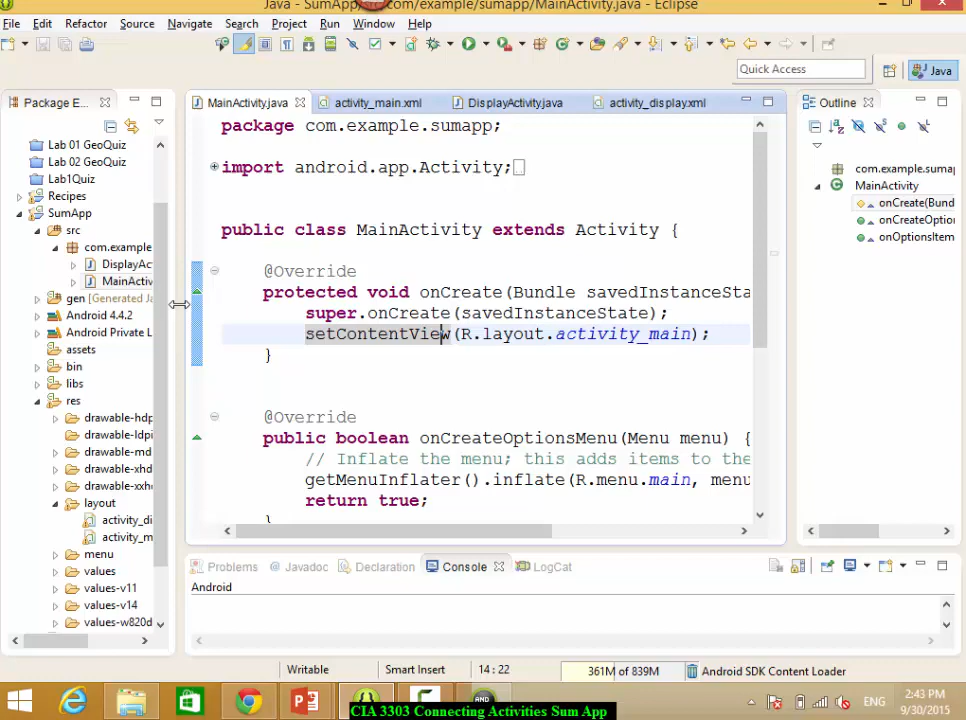 Java - SumApp/src/com/example/sumapp/MainActivity.java - Eclipse
File Edit Refactor Source Navigate Search Project Run Window Help
Quick Access
Java
Package E...
MainActivity.java
activity_main.xml
DisplayActivity.java
activity_display.xml
Outline
Lab 01 GeoQuiz
Lab 02 GeoQuiz
Lab1Quiz
Recipes
SumApp
src
com.example
DisplayAc
MainActiv
gen [Generated Ja
Android 4.4.2
Android Private L
assets
bin
libs
res
drawable-hdp
drawable-ldpi
drawable-md
drawable-xhd
drawable-xxh
layout
activity_di
activity_m
menu
values
values-v11
values-v14
values-w820d
package com.example.sumapp;
import android.app.Activity;
public class MainActivity extends Activity {
@Override
protected void onCreate(Bundle savedInstanceSta
super.onCreate(savedInstanceState);
setContentView(R.layout.activity_main);
}
@Override
public boolean onCreateOptionsMenu(Menu menu) {
// Inflate the menu; this adds items to the
getMenuInflater().inflate(R.menu.main, menu
return true;
}
com.example.sumap
MainActivity
onCreate(Bund
onCreateOptio
onOptionsItem
Problems
Javadoc
Declaration
Console
LogCat
Android
Writable
Smart Insert
14 : 22
361M of 839M
Android SDK Content Loader
AND
ENG
2:43 PM
9/30/2015
CIA 3303 Connecting Activities Sum App